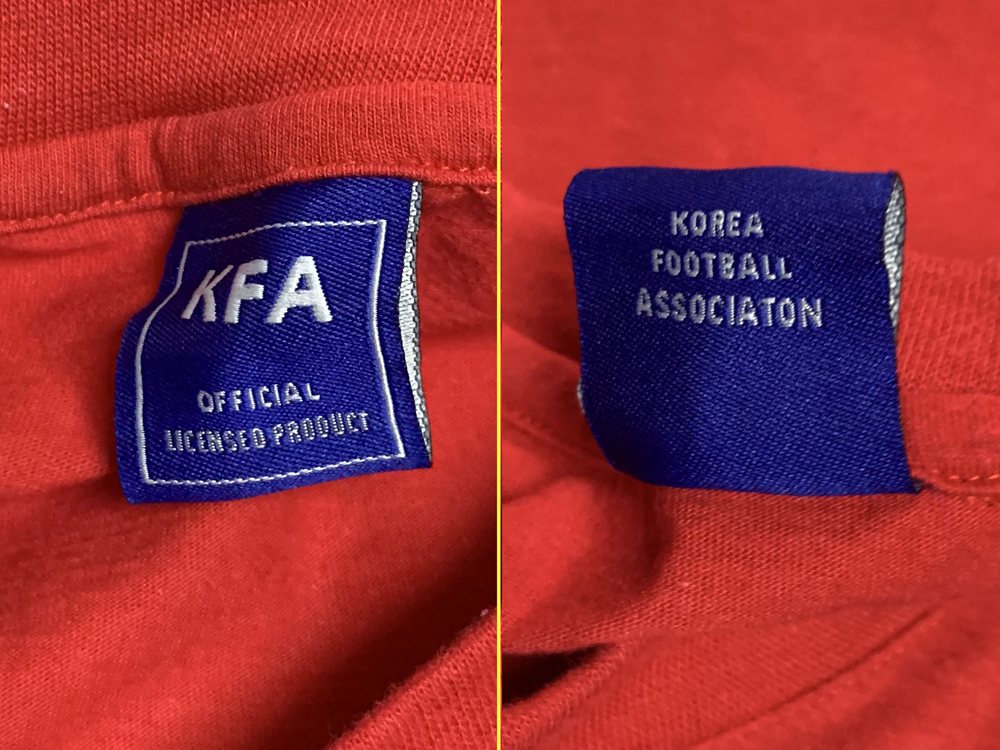 KFA
OFFICIAL
LICENSED PRODUCT
KOREA
FOOTBALL
ASSOCIATON